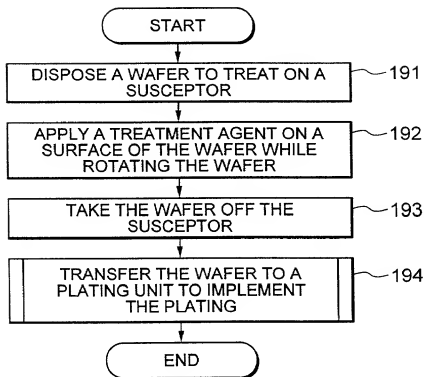 START
DISPOSE A WAFER TO TREAT ON A
SUSCEPTOR
191
APPLY A TREATMENT AGENT ON A
SURFACE OF THE WAFER WHILE
ROTATING THE WAFER
192
TAKE THE WAFER OFF THE
SUSCEPTOR
193
TRANSFER THE WAFER TO A
PLATING UNIT TO IMPLEMENT
THE PLATING
194
END